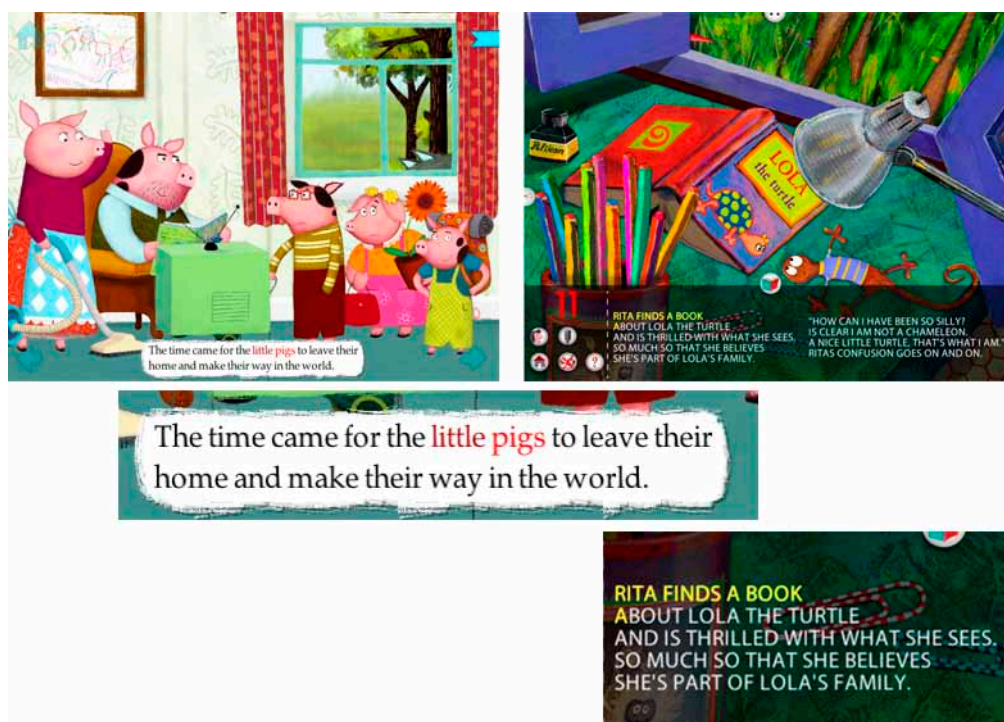 The time came for the little pigs to leave their
home and make their way in the world.
Pelikan
LOLA
the turtle
11
RITA FINDS A BOOK
ABOUT LOLA THE TURTLE
AND IS THRILLED WITH WHAT SHE SEES.
SO MUCH SO THAT SHE BELIEVES
SHE'S PART OF LOLA'S FAMILY.
"HOW CAN I HAVE BEEN SO SILLY?
IS CLEAR I AM NOT A CHAMELEON,
A NICE LITTLE TURTLE, THAT'S WHAT I AM."
RITAS CONFUSION GOES ON AND ON.
?
The time came for the little pigs to leave their
home and make their way in the world.
RITA FINDS A BOOK
ABOUT LOLA THE TURTLE
AND IS THRILLED WITH WHAT SHE SEES.
SO MUCH SO THAT SHE BELIEVES
SHE'S PART OF LOLA'S FAMILY.